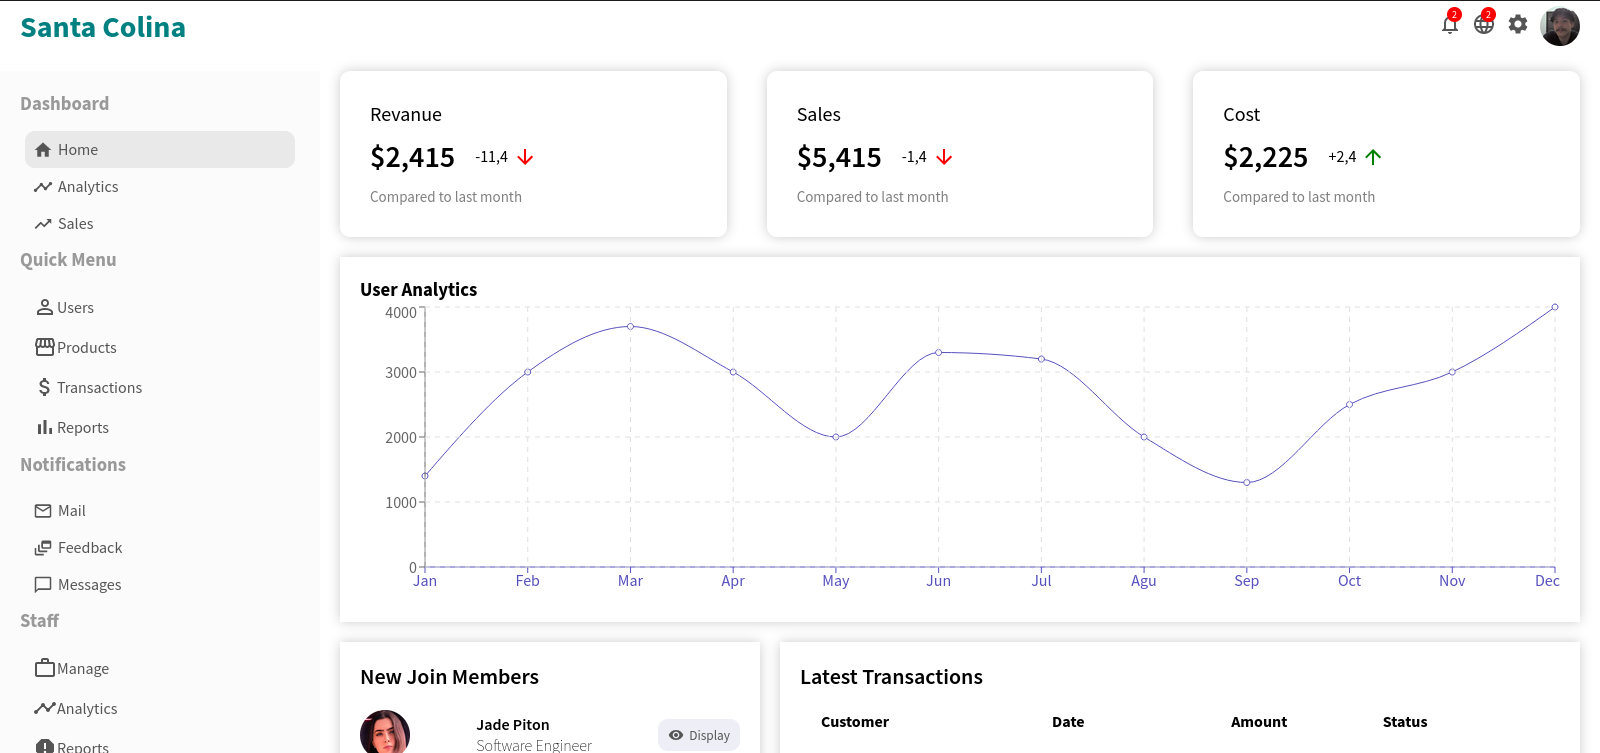 Santa Colina
2
2
Dashboard
Home
Analytics
Sales
Quick Menu
Users
Products
Transactions
Reports
Notifications
Mail
Feedback
Messages
Staff
Manage
Analytics
Reports
Revanue
$2,415 -11,4
Compared to last month
Sales
$5,415 -1,4
Compared to last month
Cost
$2,225 +2,4
Compared to last month
User Analytics
4000
3000
2000
1000
0
Jan Feb Mar Apr May Jun Jul Agu Sep Oct Nov Dec
New Join Members
Jade Piton
Software Engineer
Display
Latest Transactions
Customer Date Amount Status